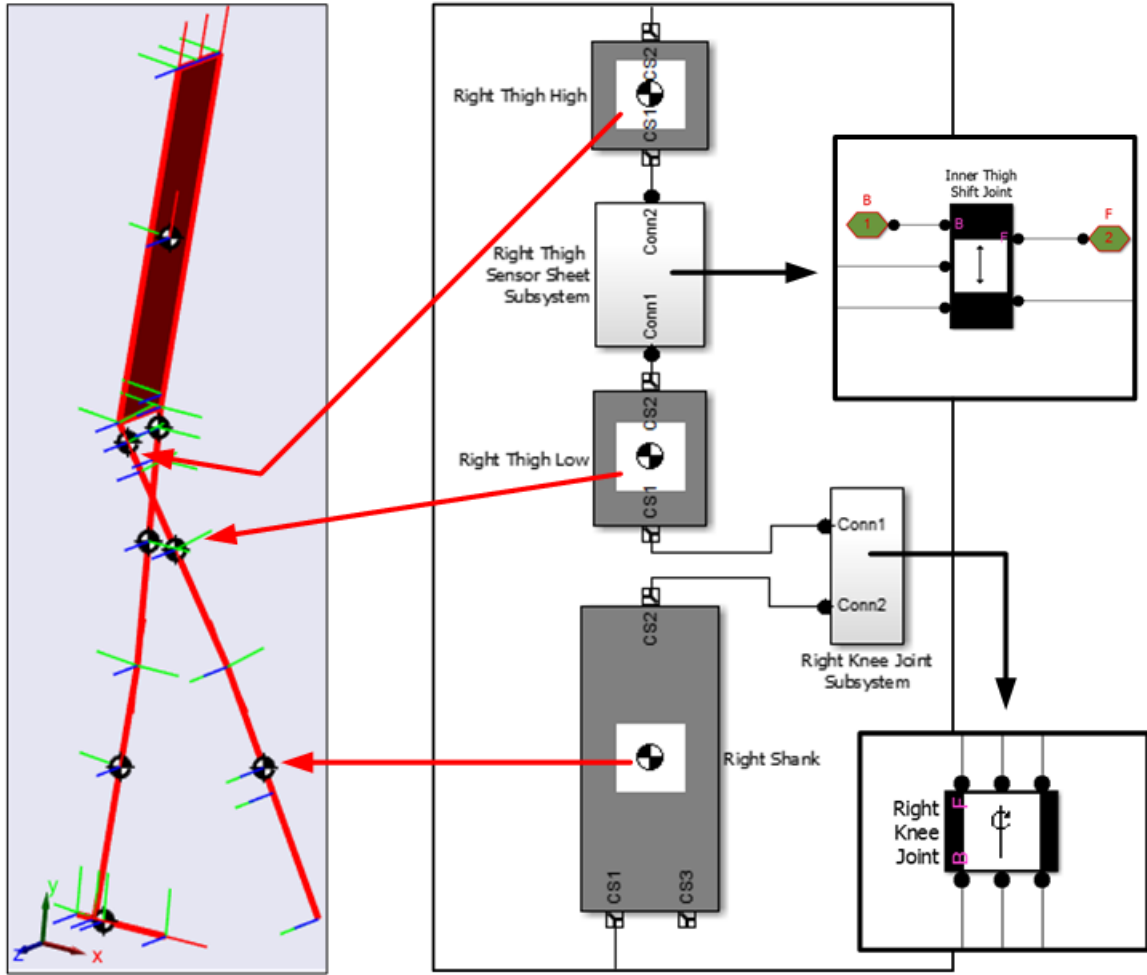 y
z
x
CS2
Right Thigh High
CS1
Conn2
Right Thigh
Sensor Sheet
Subsystem
Conn1
CS2
Right Thigh Low
CS1
Conn1
Conn2
Right Knee Joint
Subsystem
CS2
Right Shank
CS1
CS3
Inner Thigh
Shift Joint
B
1
B
F
F
2
Right
Knee
Joint
F
B